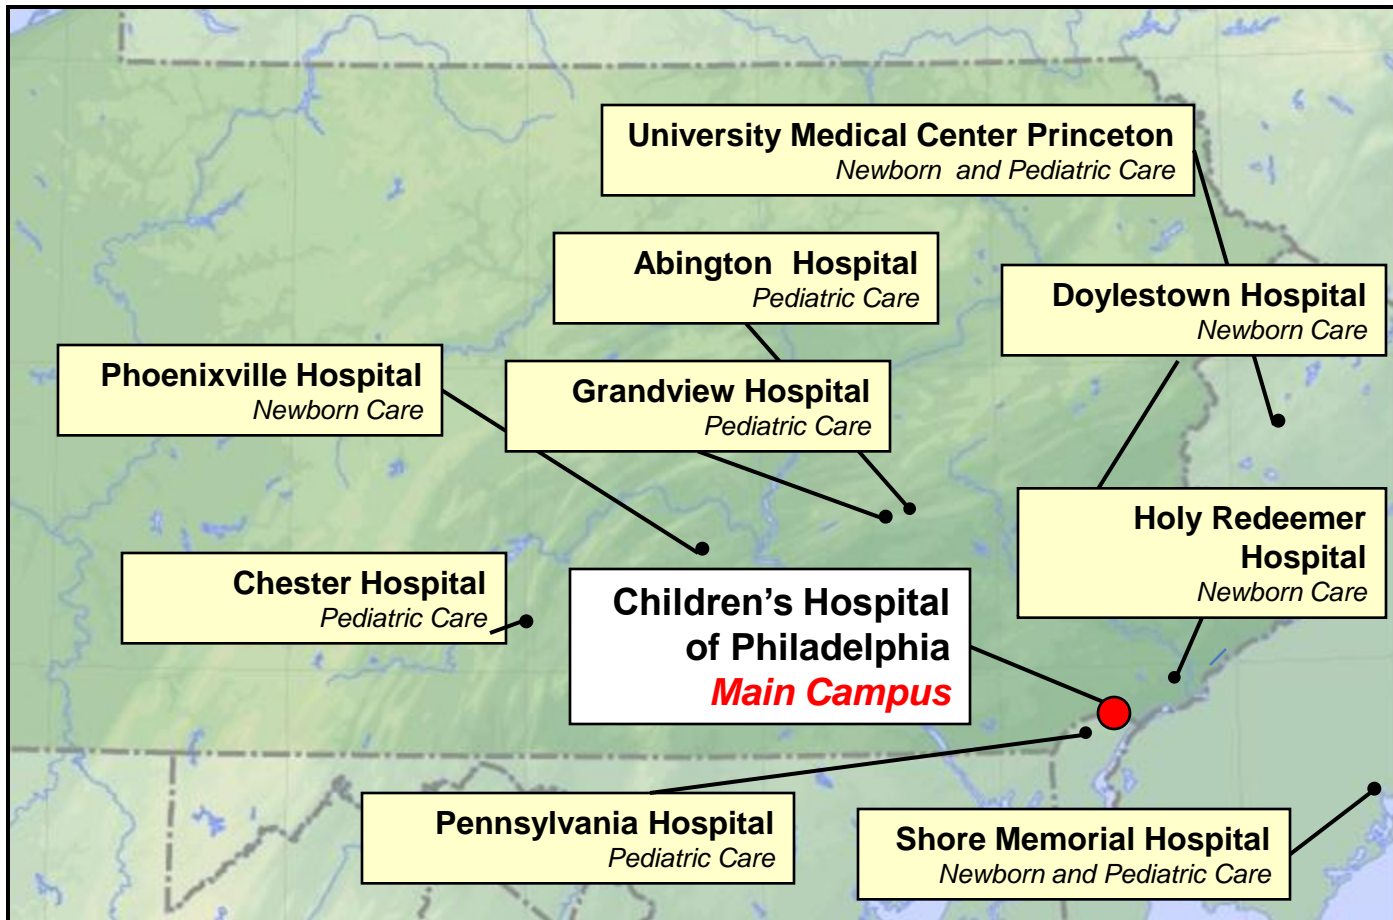 University Medical Center Princeton
Newborn and Pediatric Care
Abington Hospital
Pediatric Care
Doylestown Hospital
Newborn Care
Phoenixville Hospital
Newborn Care
Grandview Hospital
Pediatric Care
Holy Redeemer
Hospital
Newborn Care
Chester Hospital
Pediatric Care
Children’s Hospital
of Philadelphia
Main Campus
Pennsylvania Hospital
Pediatric Care
Shore Memorial Hospital
Newborn and Pediatric Care